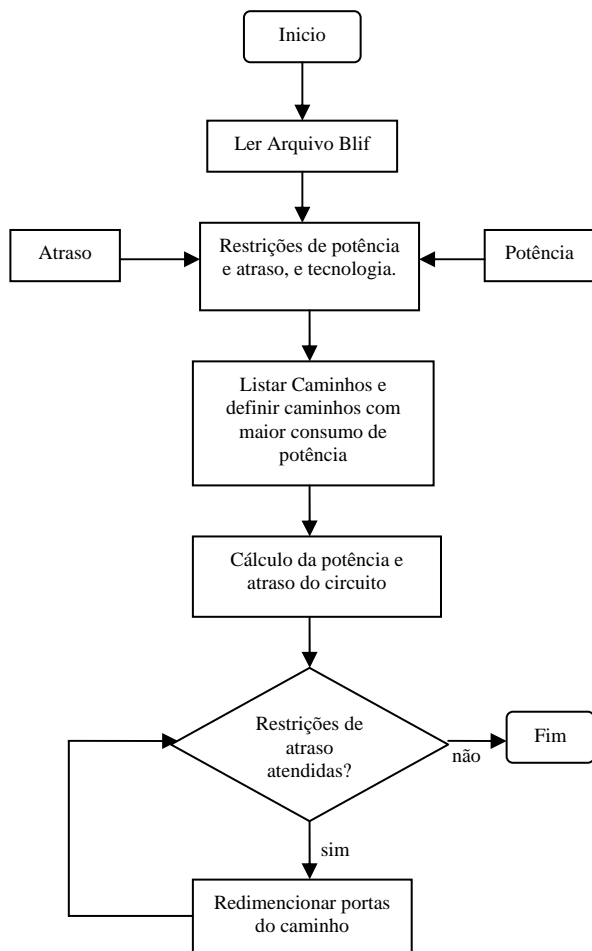 Inicio
Ler Arquivo Blif
Atraso
Restrições de potência
e atraso, e tecnologia.
Potência
Listar Caminhos e
definir caminhos com
maior consumo de
potência
Cálculo da potência e
atraso do circuito
Restrições de
atraso
atendidas?
não
Fim
sim
Redimencionar portas
do caminho